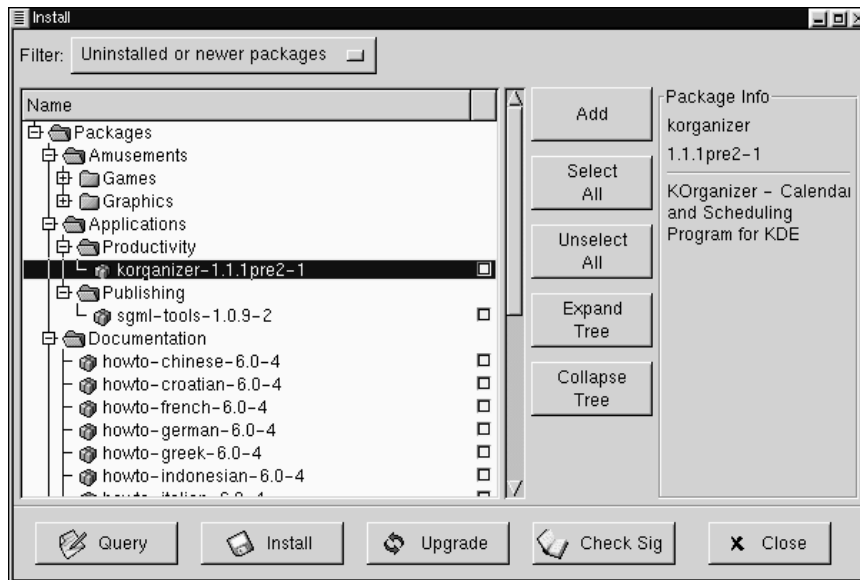 Install
Filter: Uninstalled or newer packages
Name
Packages
Amusements
Games
Graphics
Applications
Productivity
korganizer-1.1.1pre2-1
Publishing
sgml-tools-1.0.9-2
Documentation
howto-chinese-6.0-4
howto-croatian-6.0-4
howto-french-6.0-4
howto-german-6.0-4
howto-greek-6.0-4
howto-indonesian-6.0-4
Add
Select
All
Unselect
All
Expand
Tree
Collapse
Tree
Package Info
korganizer
1.1.1pre2-1
KOrganizer - Calendar
and Scheduling
Program for KDE
Query
Install
Upgrade
Check Sig
Close